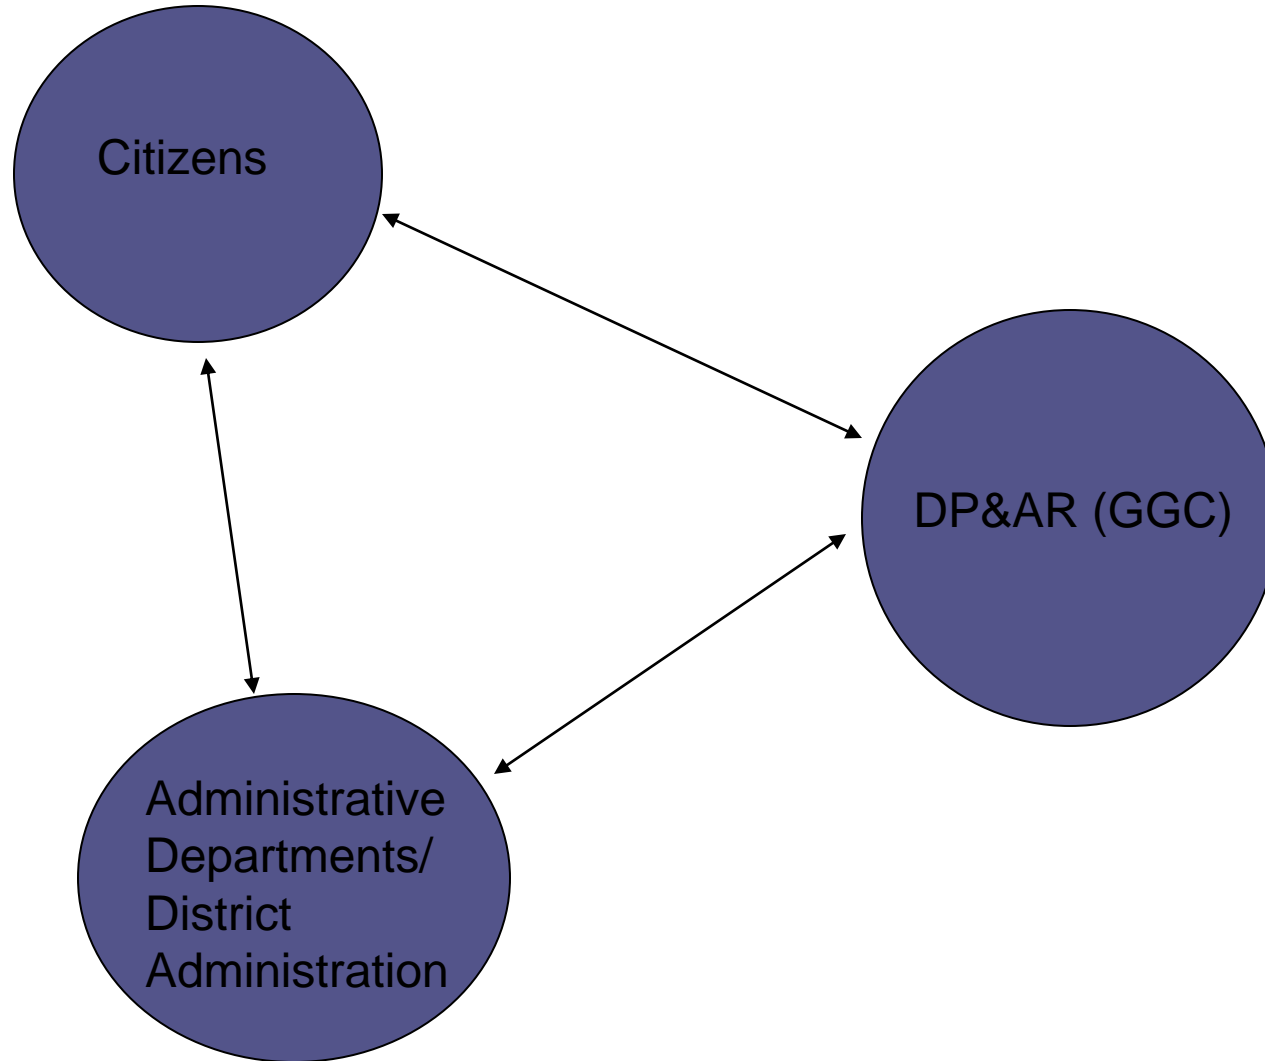 Citizens
DP&AR (GGC)
Administrative
Departments/
District
Administration